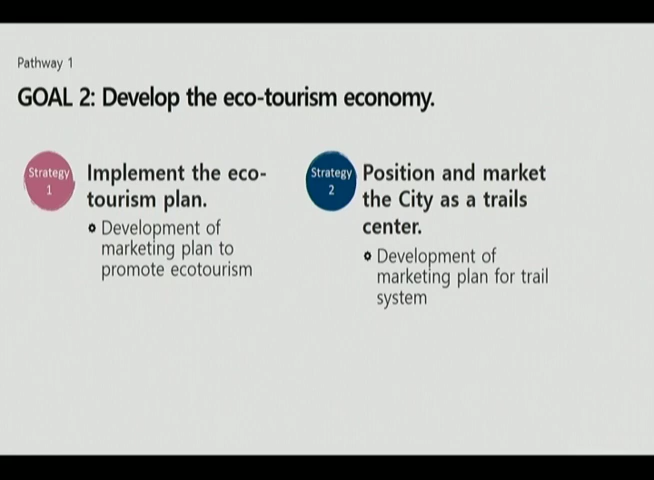 Pathway 1
GOAL 2: Develop the eco-tourism economy.
Strategy
1
Implement the eco-
tourism plan.
Development of
marketing plan to
promote ecotourism
Strategy
2
Position and market
the City as a trails
center.
Development of
marketing plan for trail
system